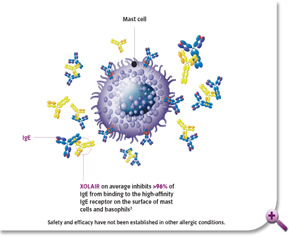 Mast cell
IgE
XOLAIR on average inhibits >96% of
IgE from binding to the high-affinity
IgE receptor on the surface of mast
cells and basophils¹
Safety and efficacy have not been established in other allergic conditions.